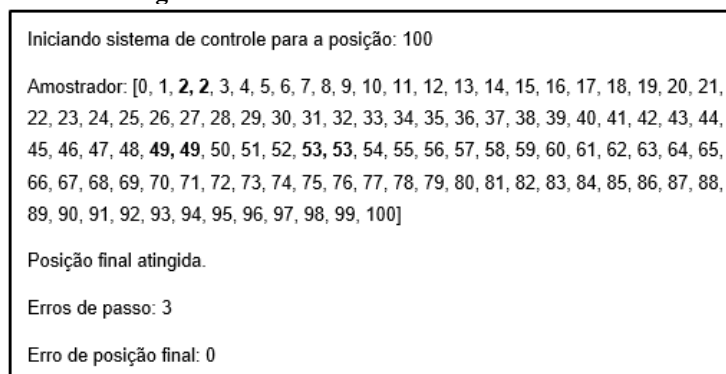 Iniciando sistema de controle para a posição: 100
Amostrador: [0, 1, 2, 2, 3, 4, 5, 6, 7, 8, 9, 10, 11, 12, 13, 14, 15, 16, 17, 18, 19, 20, 21,
22, 23, 24, 25, 26, 27, 28, 29, 30, 31, 32, 33, 34, 35, 36, 37, 38, 39, 40, 41, 42, 43, 44,
45, 46, 47, 48, 49, 49, 50, 51, 52, 53, 53, 54, 55, 56, 57, 58, 59, 60, 61, 62, 63, 64, 65,
66, 67, 68, 69, 70, 71, 72, 73, 74, 75, 76, 77, 78, 79, 80, 81, 82, 83, 84, 85, 86, 87, 88,
89, 90, 91, 92, 93, 94, 95, 96, 97, 98, 99, 100]
Posição final atingida.
Erros de passo: 3
Erro de posição final: 0